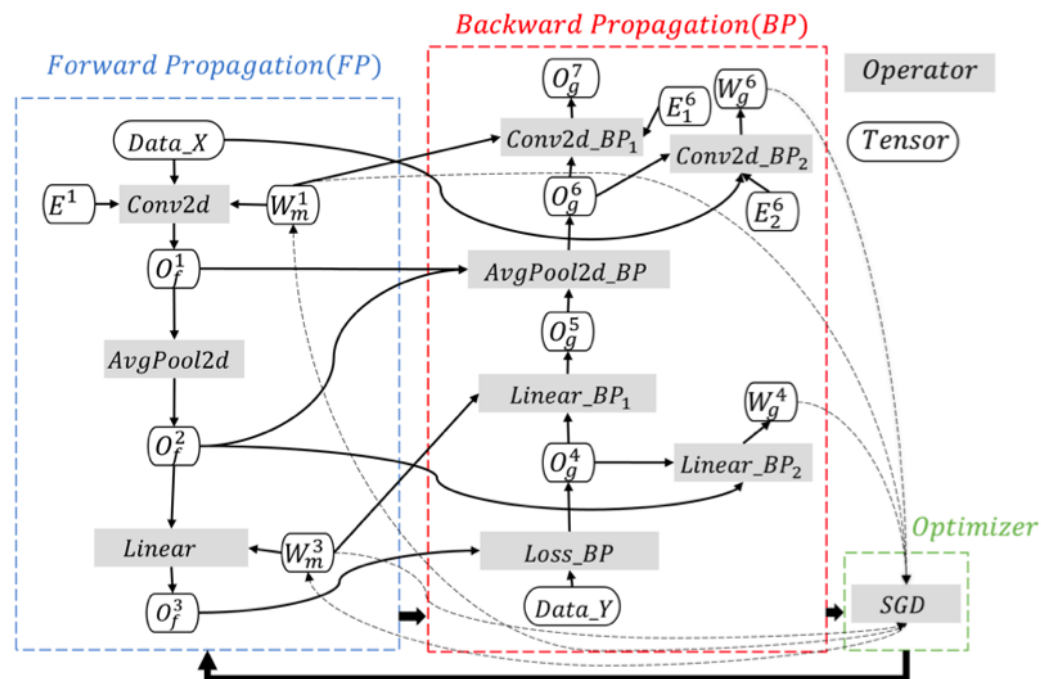 Backward Propagation(BP)
Forward Propagation(FP)
Operator
Tensor
Data_X
E^1
Conv2d
W_m^1
O_f^1
AvgPool2d
O_f^2
Linear
W_m^3
O_f^3
O_g^7
E_1^6
W_g^6
Conv2d_BP_1
Conv2d_BP_2
O_g^6
E_2^6
AvgPool2d_BP
O_g^5
Linear_BP_1
W_g^4
O_g^4
Linear_BP_2
Loss_BP
Data_Y
Optimizer
SGD